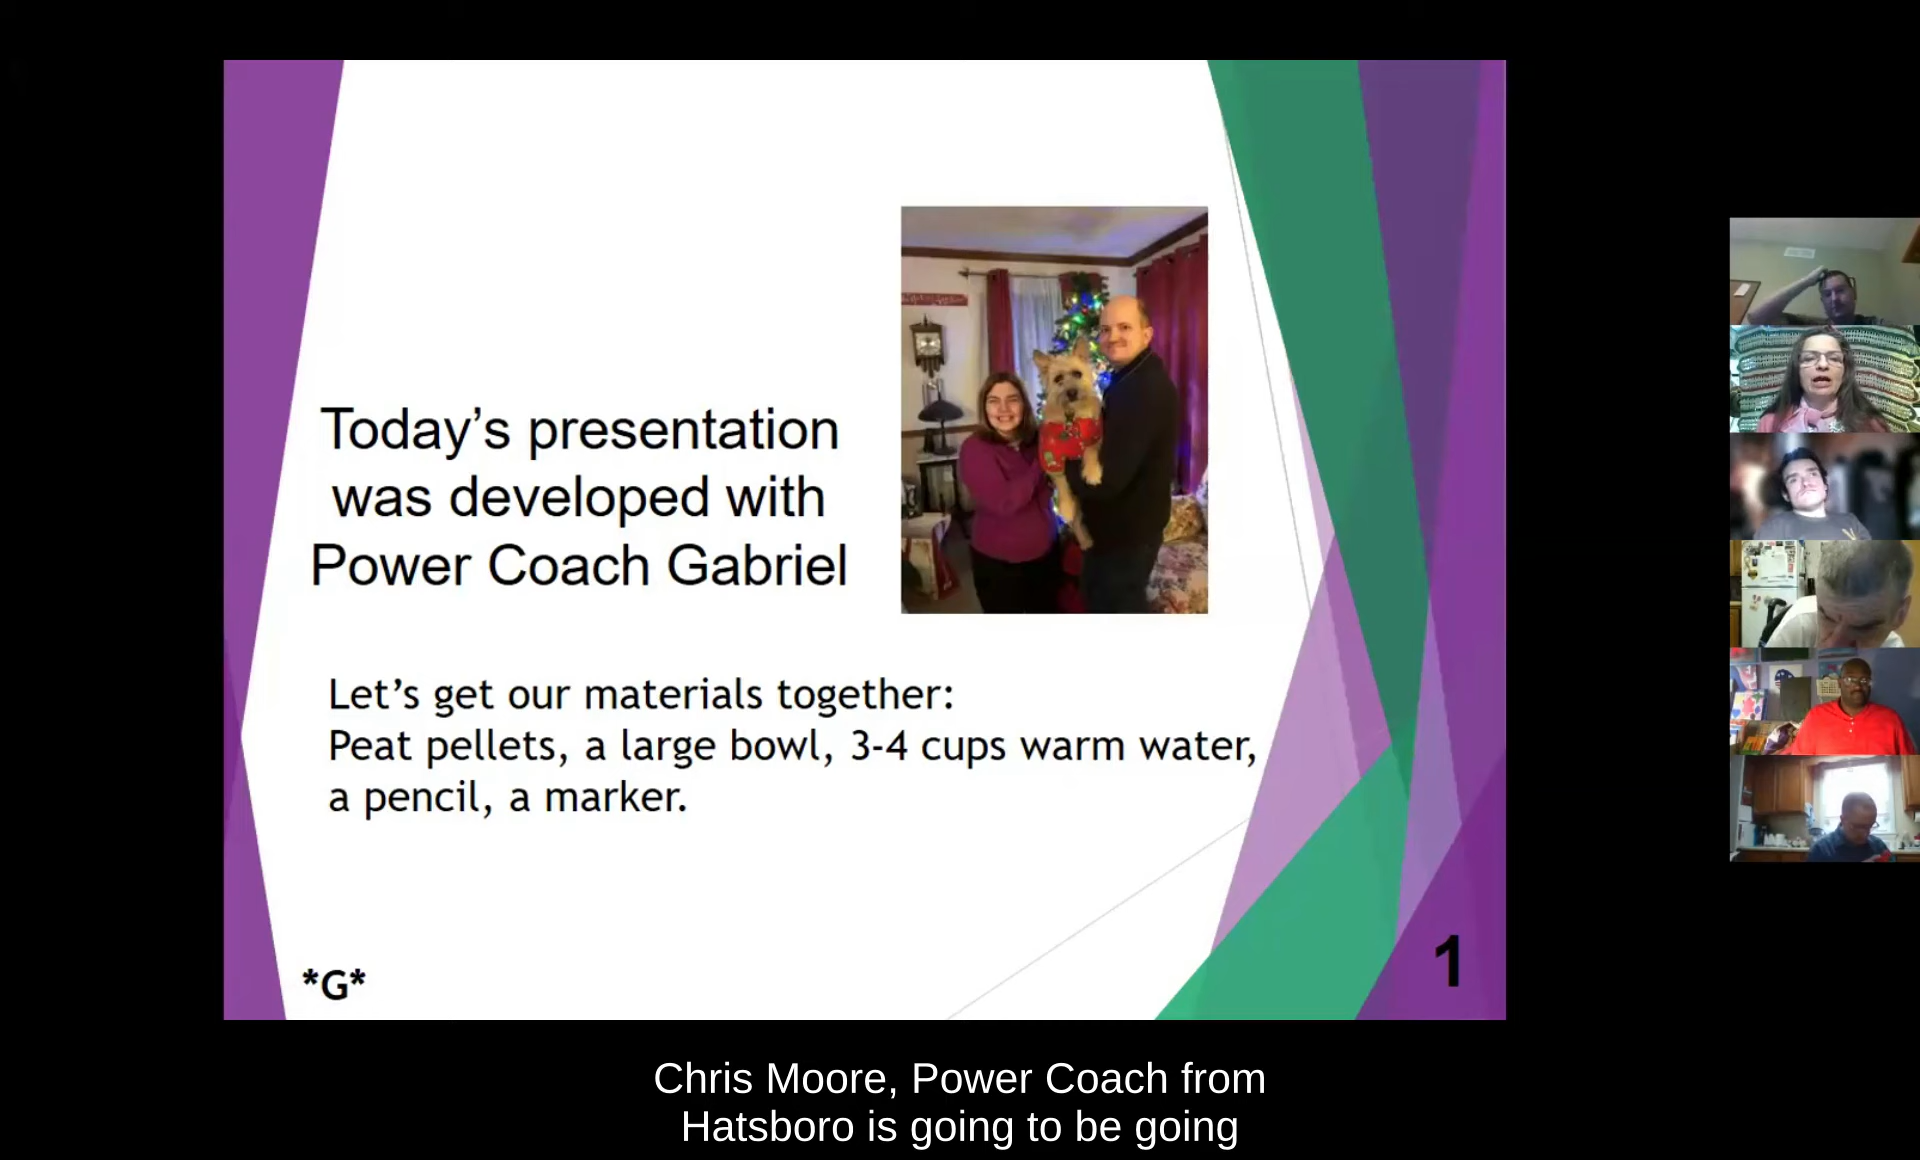 Today’s presentation
was developed with
Power Coach Gabriel
Let’s get our materials together:
Peat pellets, a large bowl, 3-4 cups warm water,
a pencil, a marker.
*G*
1
Chris Moore, Power Coach from
Hatsboro is going to be going